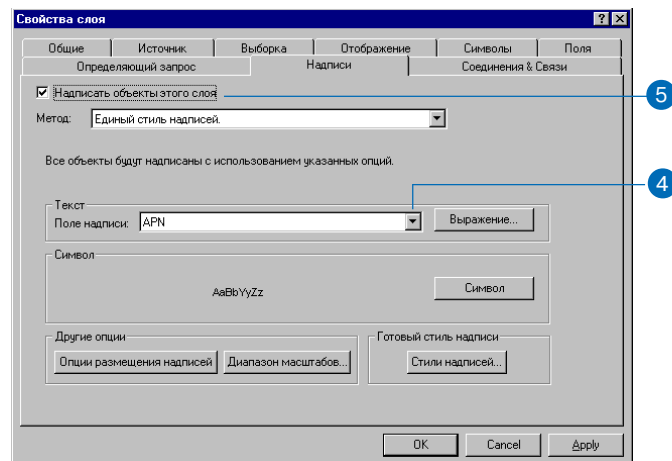 Свойства слоя
Общие Источник Выборка Отображение Символы Поля
Определяющий запрос Надписи Соединения & Связи
Надписать объекты этого слоя 5
Метод: Единый стиль надписей.
Все объекты будут надписаны с использованием указанных опций.
4
Текст
Поле надписи: APN Выражение...
Символ
AaBbYyZz Символ
Другие опции Готовый стиль надписи
Опции размещения надписей Диапазон масштабов... Стили надписей...
OK Cancel Apply